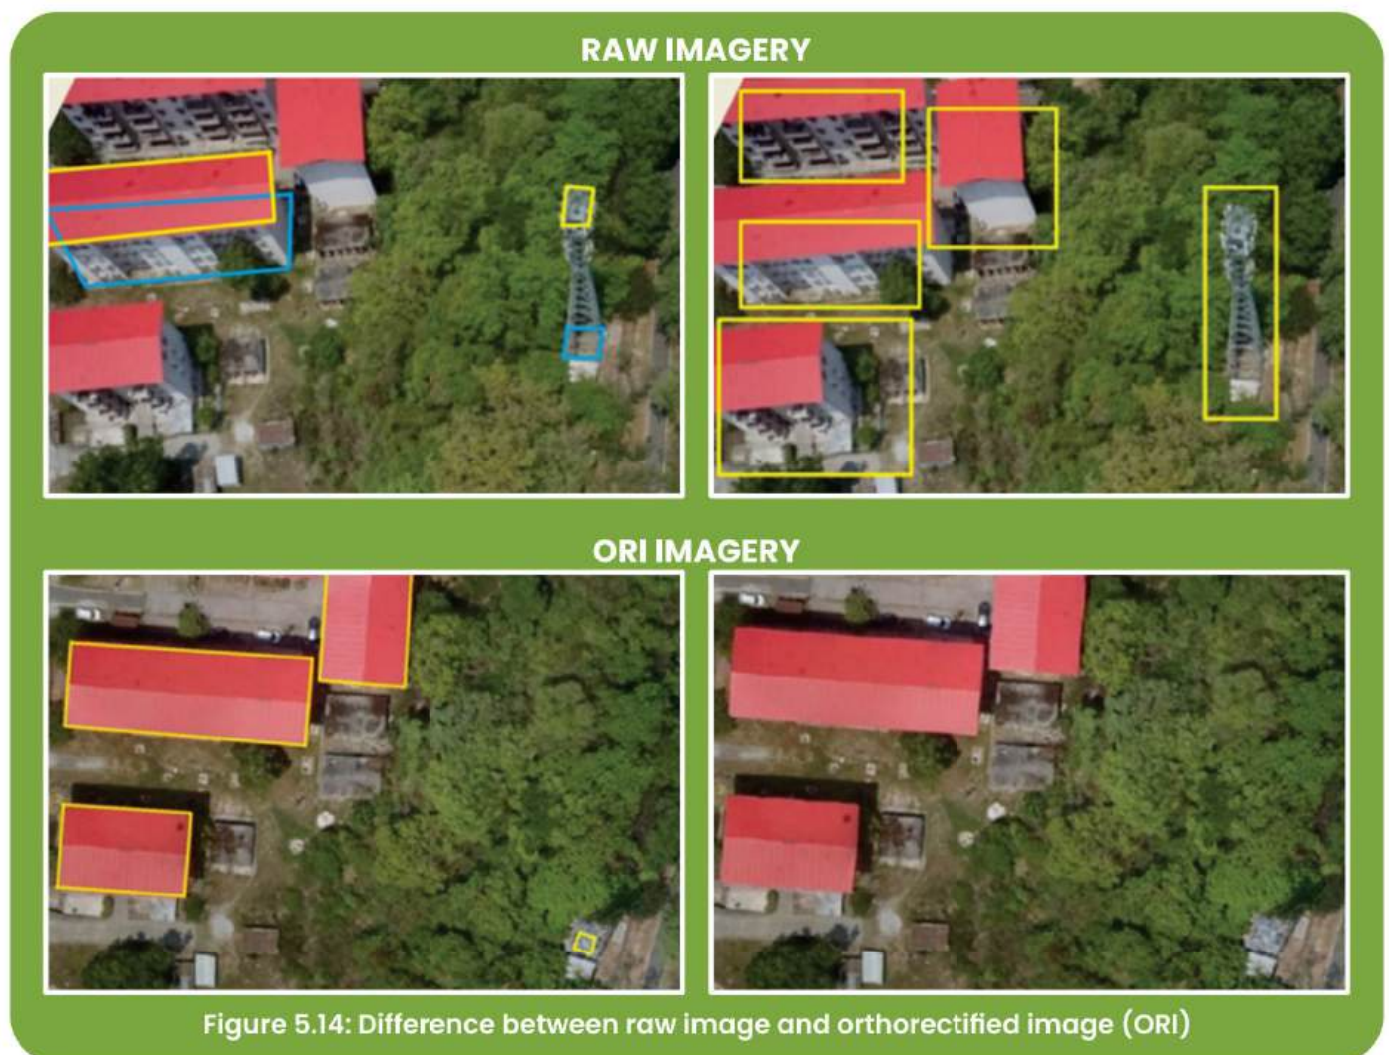 RAW IMAGERY
ORI IMAGERY
Figure 5.14: Difference between raw image and orthorectified image (ORI)